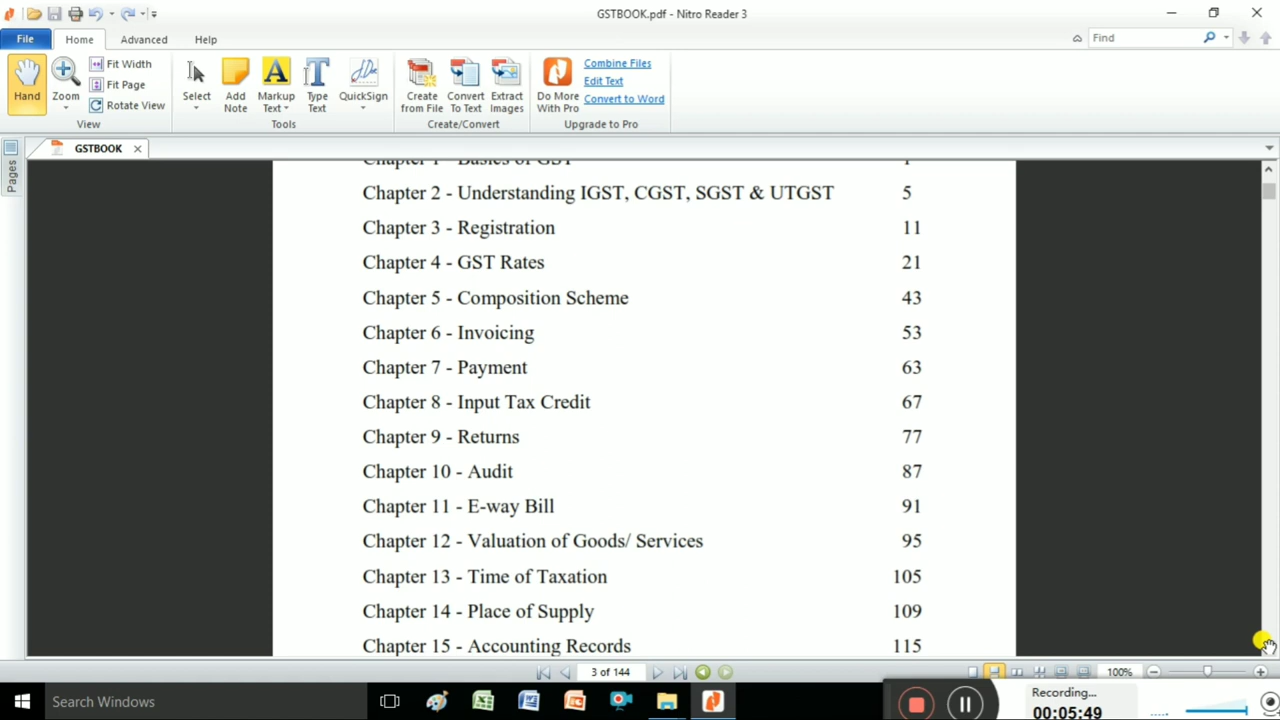 GSTBOOK.pdf - Nitro Reader 3
File Home Advanced Help
Find
Hand
Zoom
Fit Width
Fit Page
Rotate View
View
Select
Add Note
Markup Text
Type Text
QuickSign
Tools
Create from File
Convert To Text
Extract Images
Create/Convert
Do More With Pro
Combine Files
Edit Text
Convert to Word
Upgrade to Pro
Pages
GSTBOOK
Chapter 1 - Basics of GST 1
Chapter 2 - Understanding IGST, CGST, SGST & UTGST 5
Chapter 3 - Registration 11
Chapter 4 - GST Rates 21
Chapter 5 - Composition Scheme 43
Chapter 6 - Invoicing 53
Chapter 7 - Payment 63
Chapter 8 - Input Tax Credit 67
Chapter 9 - Returns 77
Chapter 10 - Audit 87
Chapter 11 - E-way Bill 91
Chapter 12 - Valuation of Goods/ Services 95
Chapter 13 - Time of Taxation 105
Chapter 14 - Place of Supply 109
Chapter 15 - Accounting Records 115
3 of 144
100%
Search Windows
Recording...
00:05:49